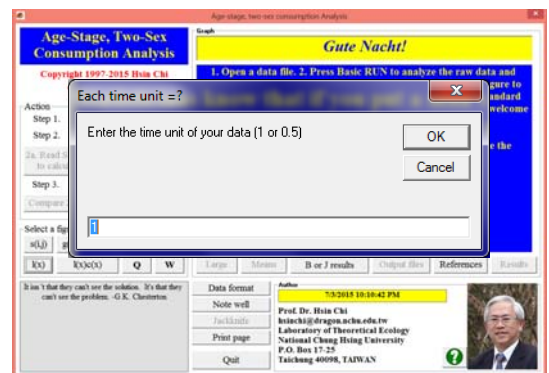 Age-stage, two-sex consumption Analysis
Age-Stage, Two-Sex
Consumption Analysis
Copyright 1997-2015 Hsin Chi
Graph
Gute Nacht!
1. Open a data file. 2. Press Basic RUN to analyze the raw data and
Each time unit =?
Enter the time unit of your data (1 or 0.5)
OK
Cancel
1
Action
Step 1.
Step 2.
Step 3.
gure to
andard
welcome
e the
Select a fig
s(i,j)
l(x)
l(x)c(x)
Q
W
Large
B or J results
Output files
References
Results
It isn't that they can't see the solution. It's that they
can't see the problem. -G.K. Chesterton
Data format
Note well
Jackknife
Print page
Quit
Author
7/3/2015 10:10:42 PM
Prof. Dr. Hsin Chi
hsinchi@dragon.nchu.edu.tw
Laboratory of Theoretical Ecology
National Chung Hsing University
P.O. Box 17-25
Taichung 40098, TAIWAN